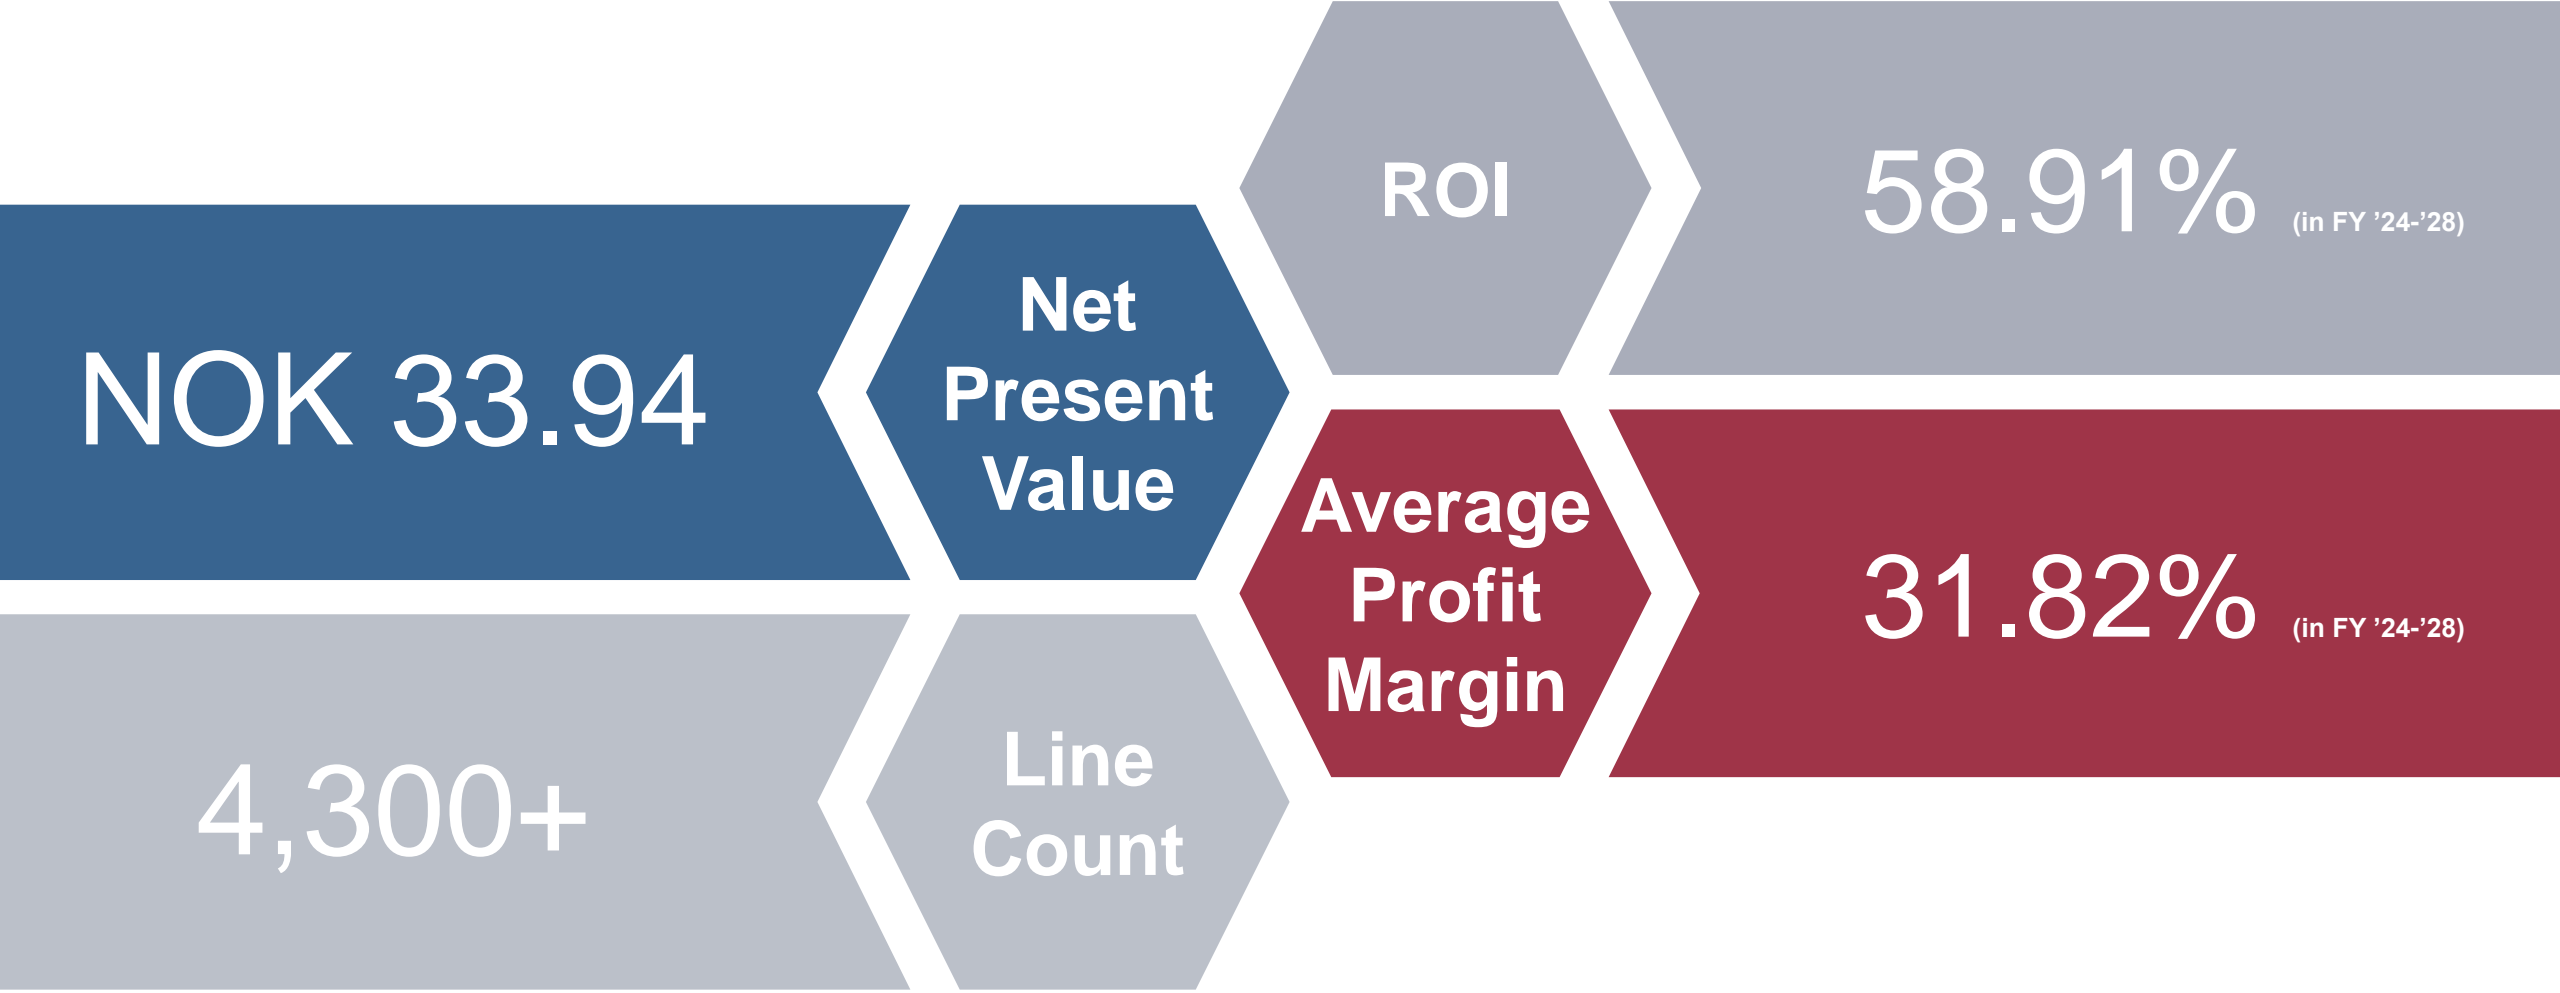 ROI
58.91% (in FY ’24-’28)
NOK 33.94
Net
Present
Value
Average
Profit
Margin
31.82% (in FY ’24-’28)
4,300+
Line
Count